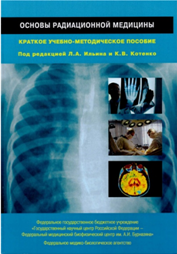 ОСНОВЫ РАДИАЦИОННОЙ МЕДИЦИНЫ
КРАТКОЕ УЧЕБНО-МЕТОДИЧЕСКОЕ ПОСОБИЕ
Под редакцией Л.А. Ильина и К.В. Котенко
Федеральное государственное бюджетное учреждение
«Государственный научный центр Российской Федерации –
Федеральный медицинский биофизический центр им. А.И. Бурназяна»
Федеральное медико-биологическое агентство